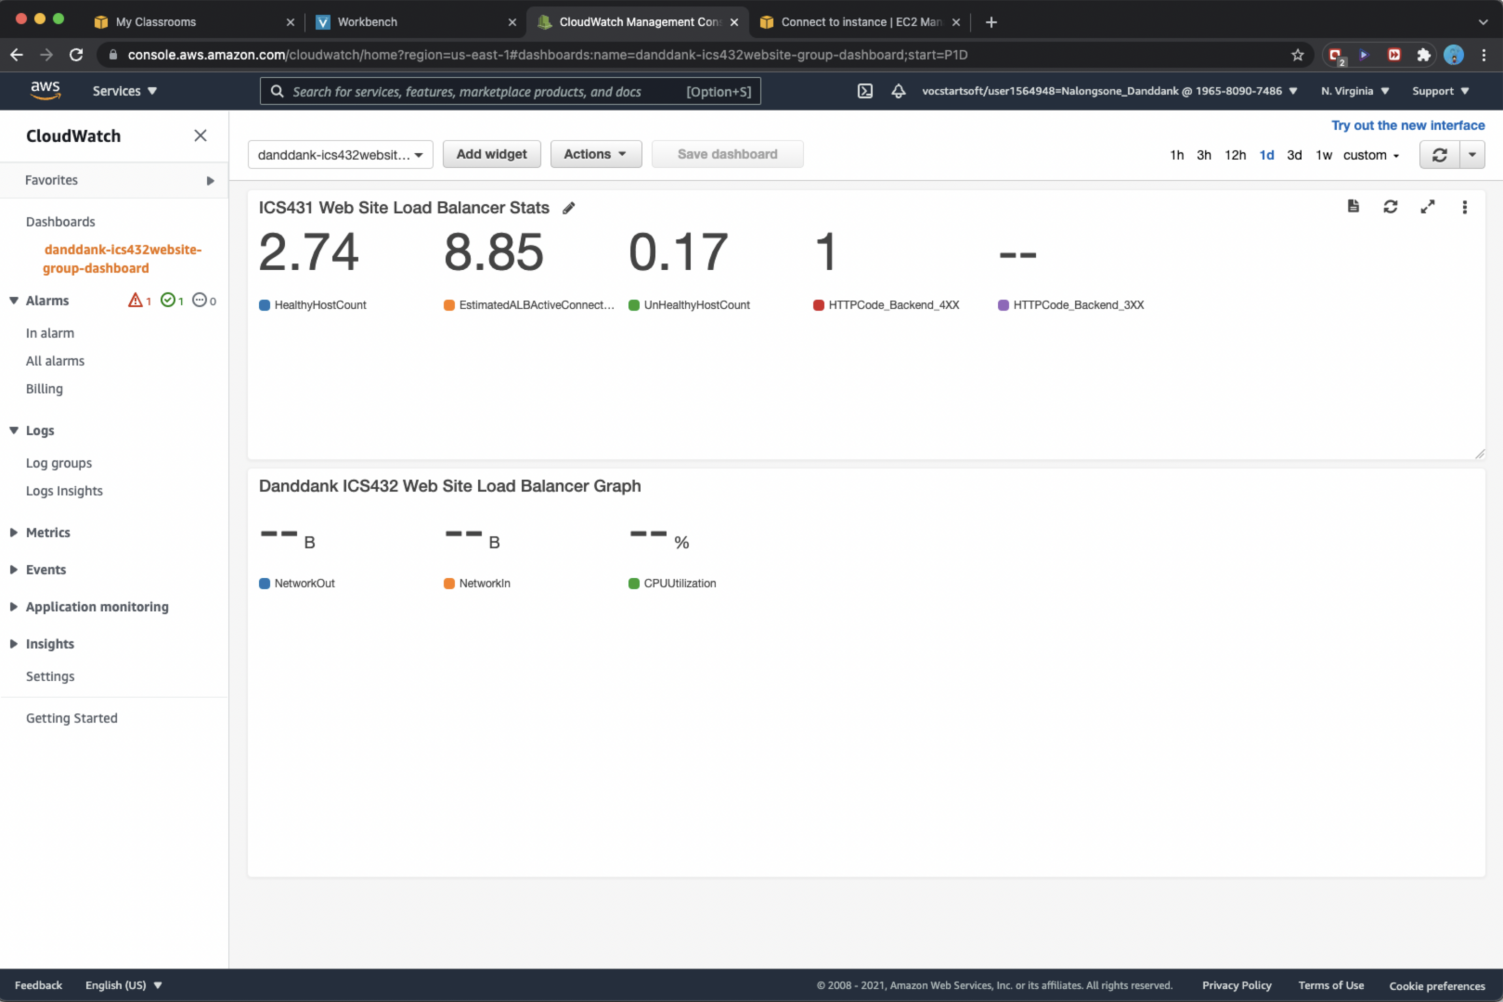 My Classrooms
Workbench
CloudWatch Management Con
Connect to instance | EC2 Man
console.aws.amazon.com/cloudwatch/home?region=us-east-1#dashboards:name=danddank-ics432website-group-dashboard;start=P1D
2
aws
Services
Search for services, features, marketplace products, and docs
[Option+S]
vocstartsoft/user1564948=Nalongsone_Danddank @ 1965-8090-7486
N. Virginia
Support
CloudWatch
Try out the new interface
danddank-ics432websit...
Add widget
Actions
Save dashboard
1h 3h 12h 1d 3d 1w custom
Favorites
Dashboards
danddank-ics432website-
group-dashboard
Alarms
1
1
0
In alarm
All alarms
Billing
Logs
Log groups
Logs Insights
Metrics
Events
Application monitoring
Insights
Settings
Getting Started
ICS431 Web Site Load Balancer Stats
2.74
8.85
0.17
1
--
HealthyHostCount
EstimatedALBActiveConnect...
UnHealthyHostCount
HTTPCode_Backend_4XX
HTTPCode_Backend_3XX
Danddank ICS432 Web Site Load Balancer Graph
-- B
-- B
-- %
NetworkOut
NetworkIn
CPUUtilization
Feedback
English (US)
© 2008 - 2021, Amazon Web Services, Inc. or its affiliates. All rights reserved.
Privacy Policy
Terms of Use
Cookie preferences